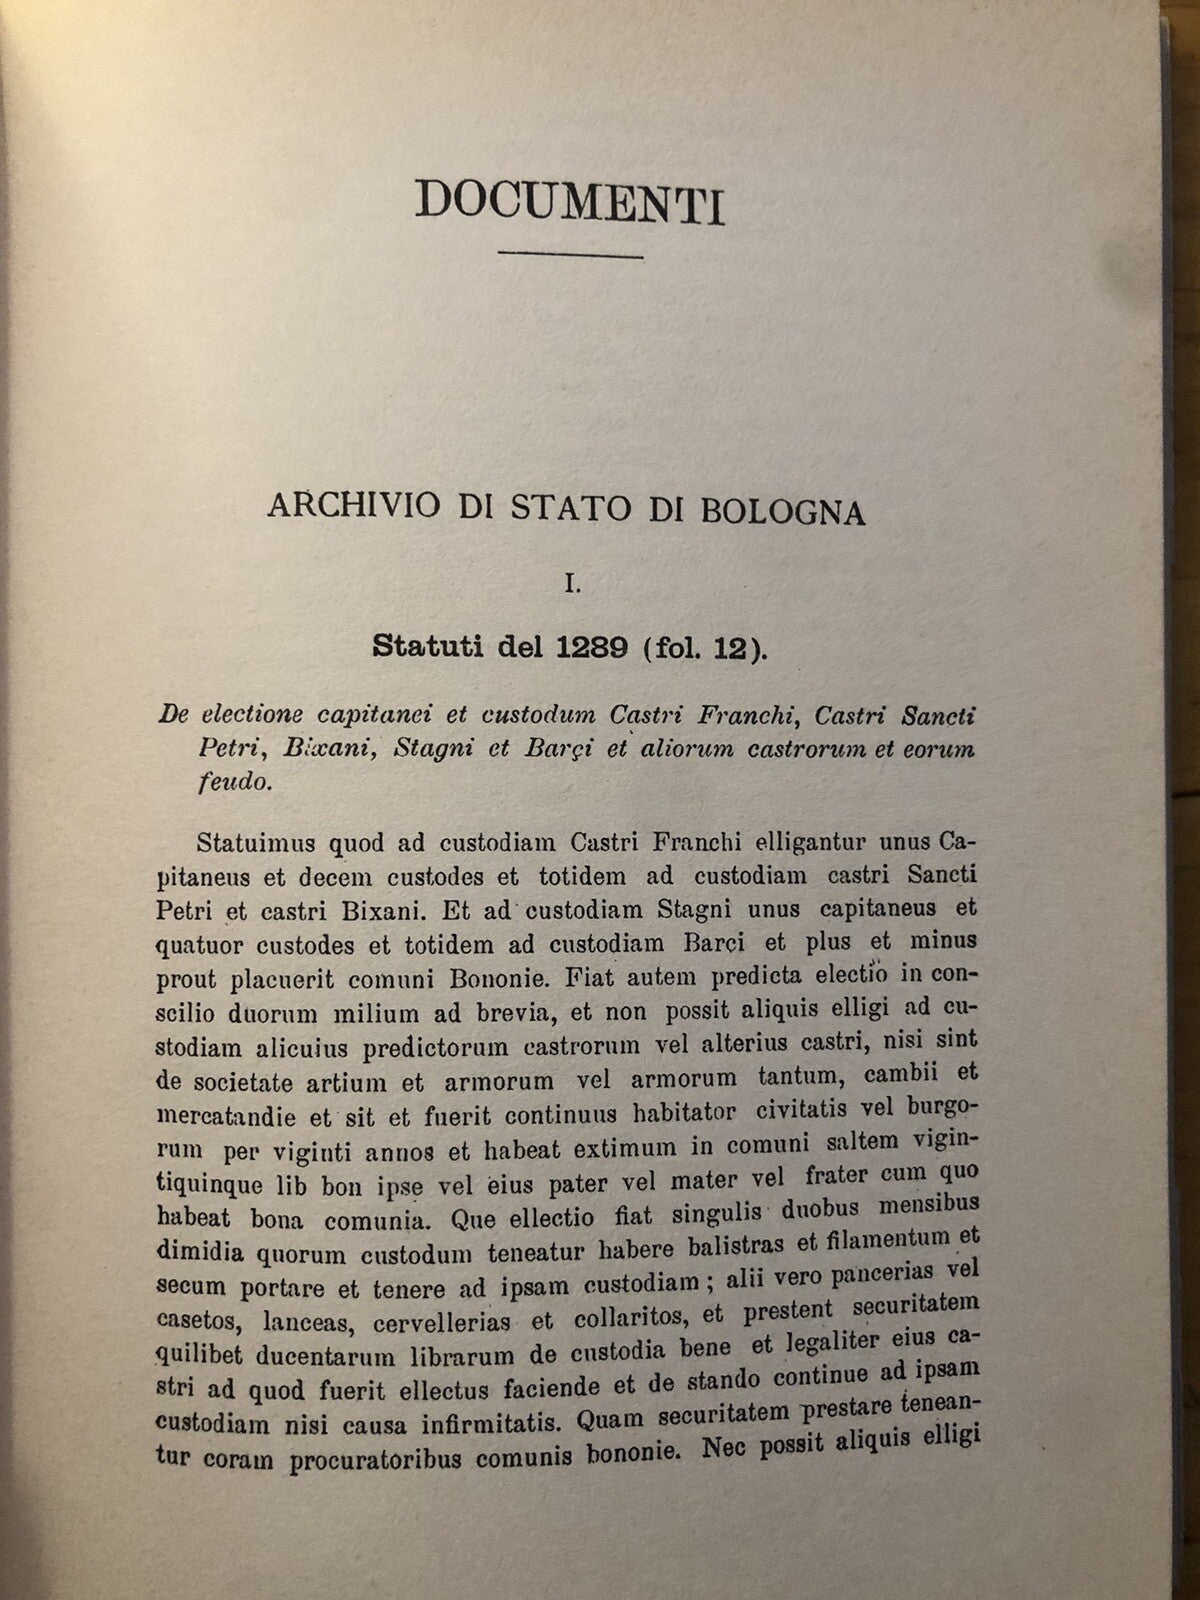 DOCUMENTI
ARCHIVIO DI STATO DI BOLOGNA
I.
Statuti del 1289 (fol. 12).
De electione capitanei et custodum Castri Franchi, Castri Sancti
Petri, Bixani, Stagni et Barçi et aliorum castrorum et eorum
feudo.
Statuimus quod ad custodiam Castri Franchi elligantur unus Ca-
pitaneus et decem custodes et totidem ad custodiam castri Sancti
Petri et castri Bixani. Et ad custodiam Stagni unus capitaneus et
quatuor custodes et totidem ad custodiam Barçi et plus et minus
prout placuerit comuni Bononie. Fiat autem predicta electio in con-
scilio duorum milium ad brevia, et non possit aliquis elligi ad cu-
stodiam alicuius predictorum castrorum vel alterius castri, nisi sint
de societate artium et armorum vel armorum tantum, cambii et
mercatandie et sit et fuerit continuus habitator civitatis vel burgo-
rum per viginti annos et habeat extimum in comuni saltem vigin-
tiquinque lib bon ipse vel eius pater vel mater vel frater cum quo
habeat bona comunia. Que ellectio fiat singulis duobus mensibus
dimidia quorum custodum teneatur habere balistras et filamentum et
secum portare et tenere ad ipsam custodiam; alii vero pancerias vel
casetos, lanceas, cervellerias et collaritos, et prestent securitatem
quilibet ducentarum librarum de custodia bene et legaliter eius ca-
stri ad quod fuerit ellectus faciende et de stando continue ad ipsam
custodiam nisi causa infirmitatis. Quam securitatem prestare tenean-
tur coram procuratoribus comunis bononie. Nec possit aliquis elligi